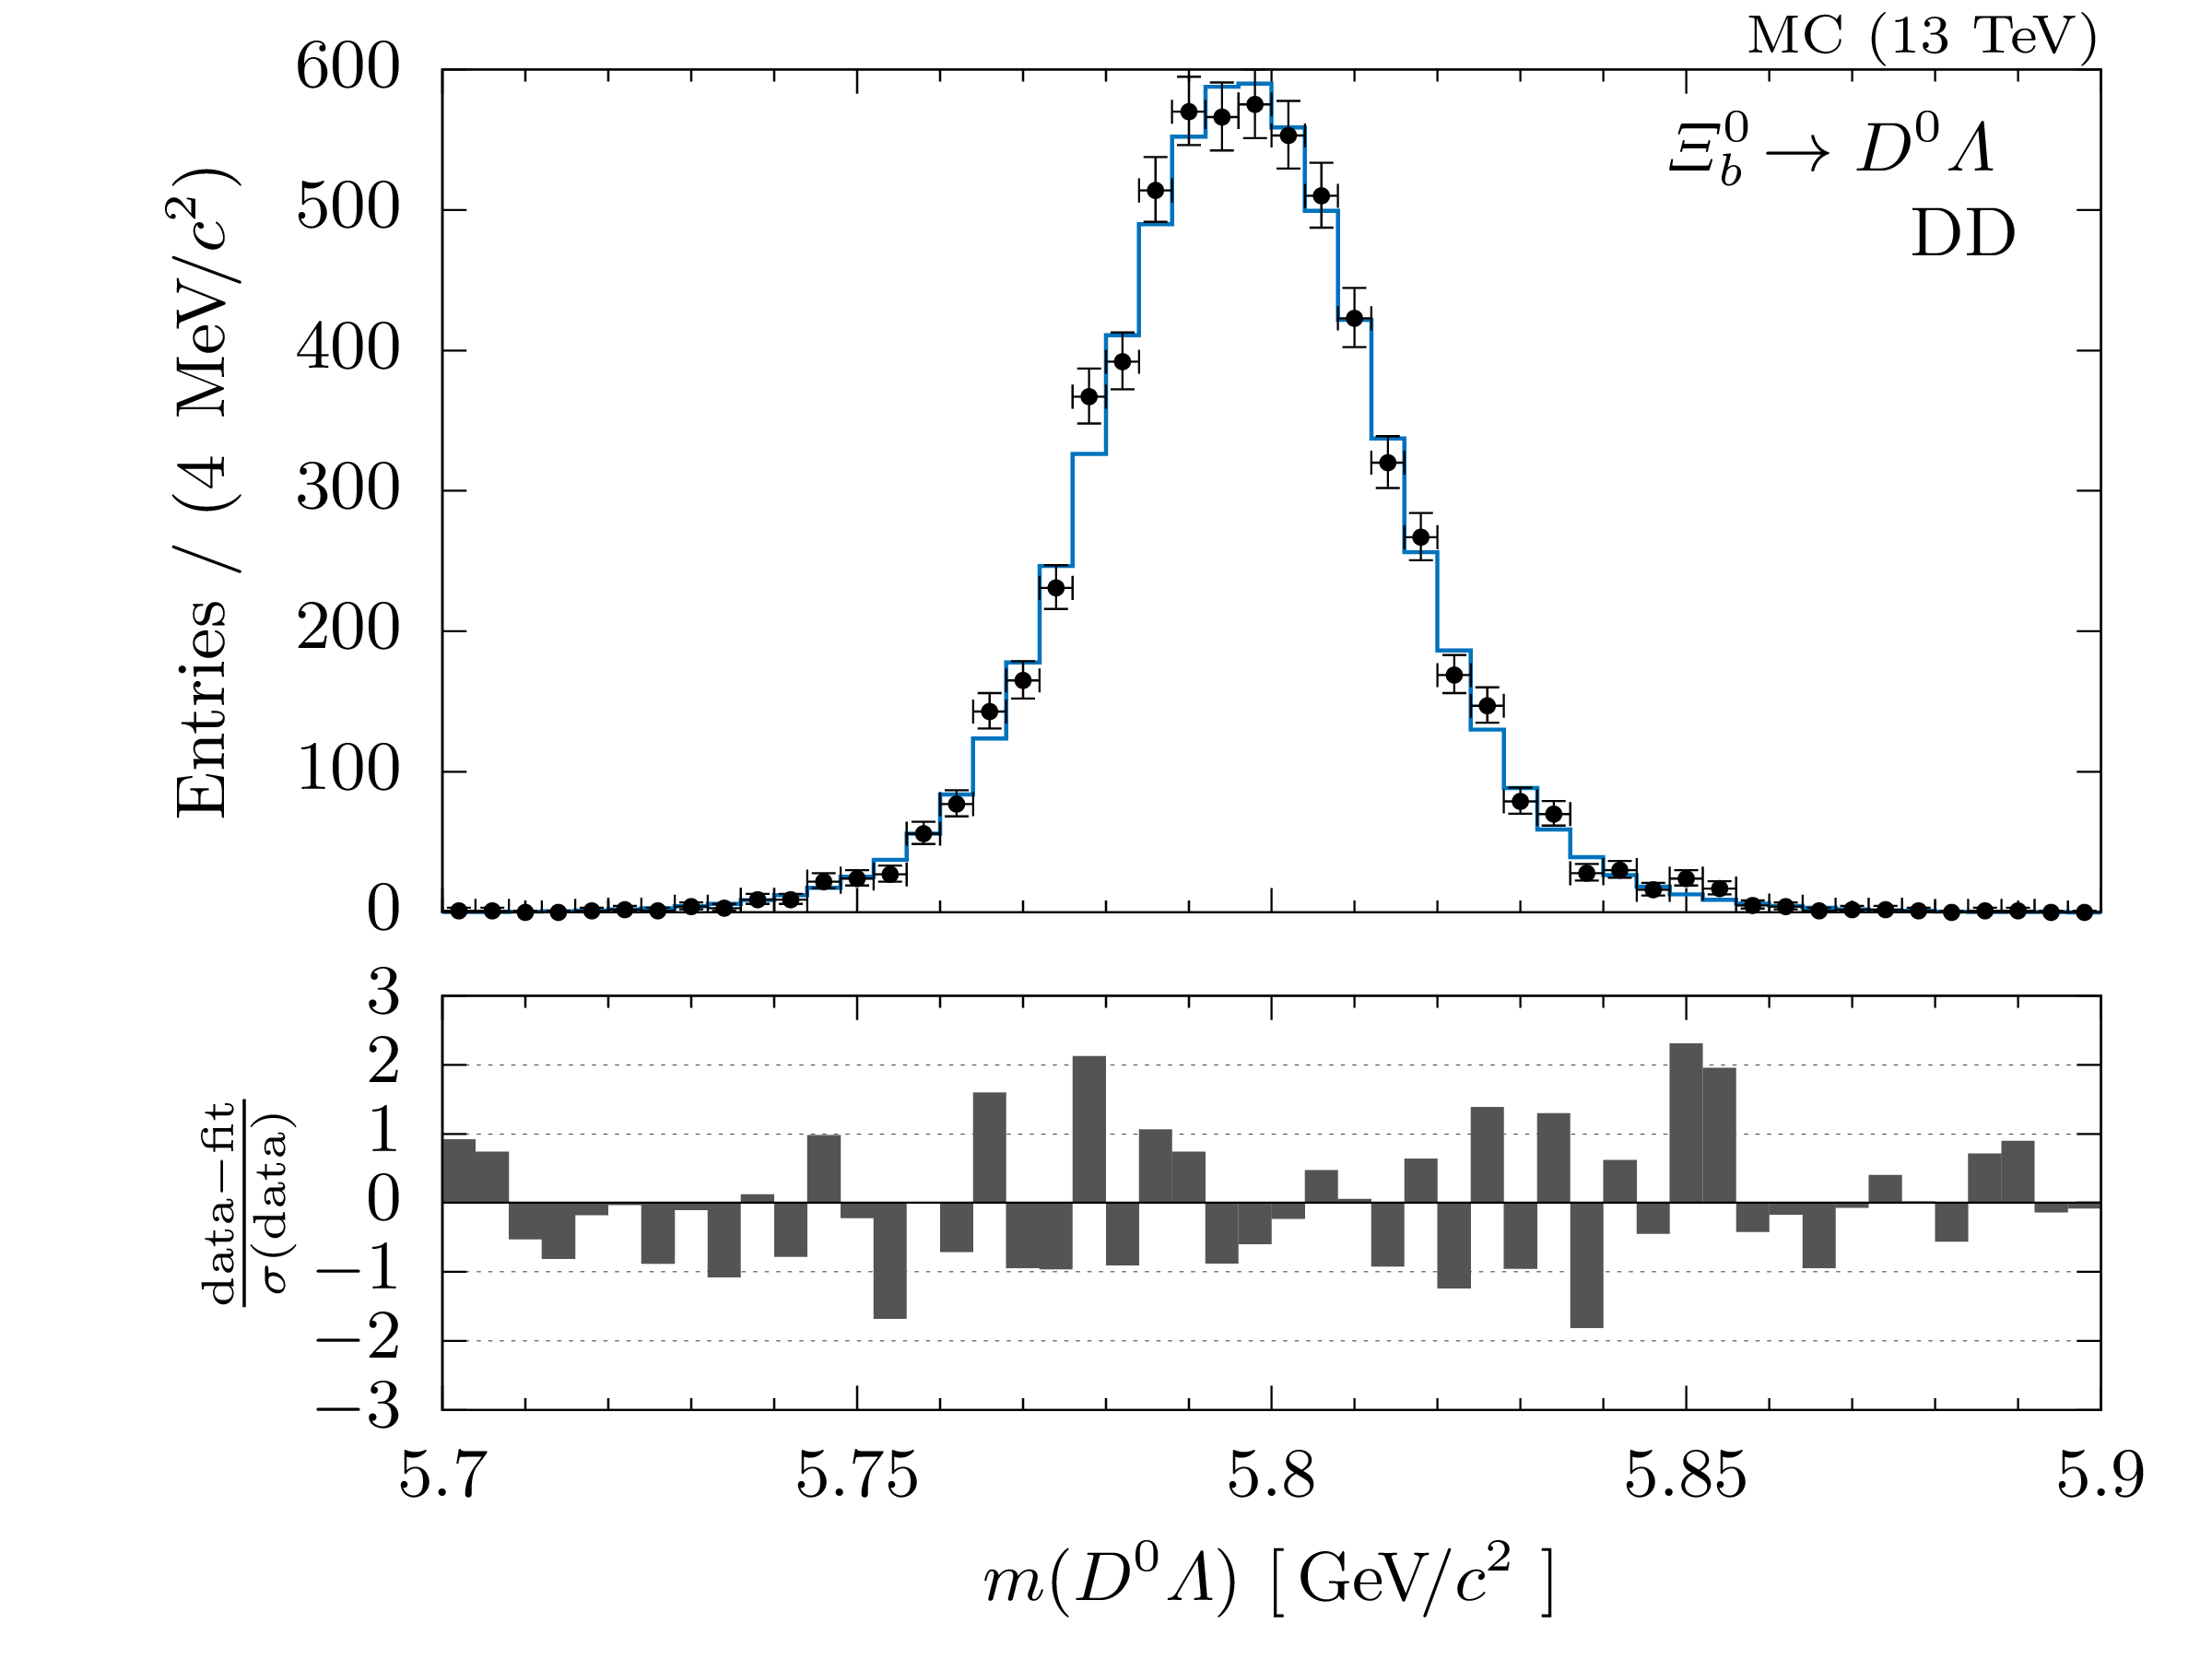 MC (13 TeV)
Ξb0 → D0Λ
DD
Entries / (4 MeV/c2)
600
500
400
300
200
100
0
data−fit
σ(data)
3
2
1
0
−1
−2
−3
5.7 5.75 5.8 5.85 5.9
m(D0Λ) [ GeV/c2 ]